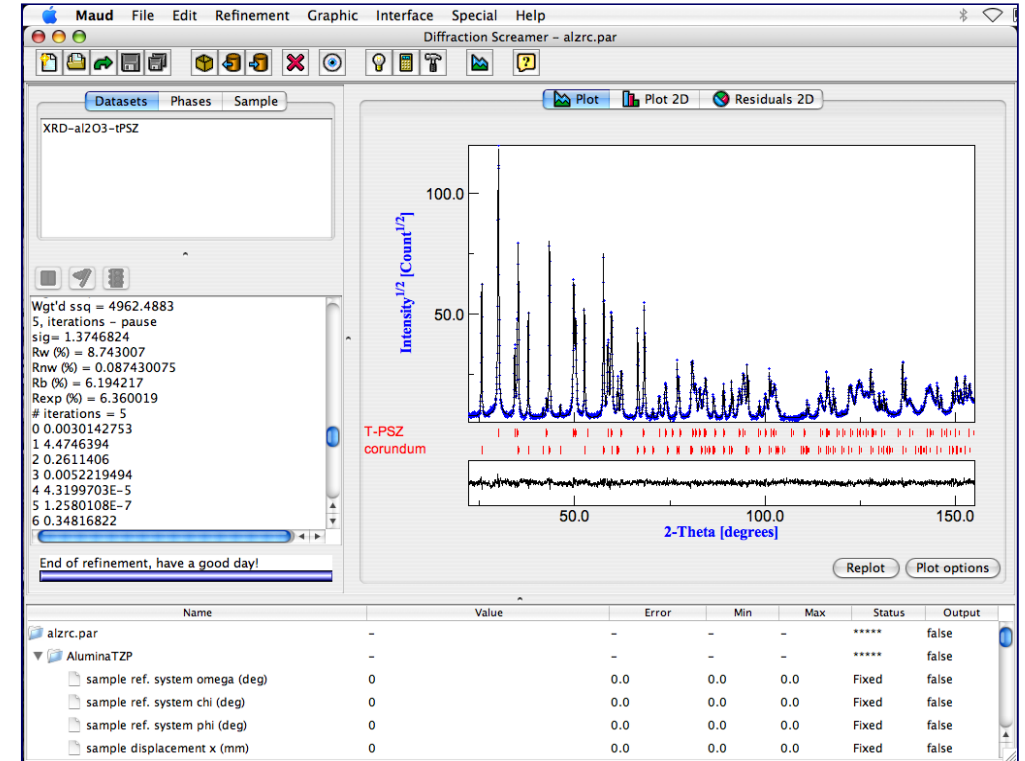 Maud File Edit Refinement Graphic Interface Special Help
Diffraction Screamer – alzrc.par
Datasets Phases Sample
XRD-al2O3-tPSZ
Wgt'd ssq = 4962.4883
5, iterations – pause
sig= 1.3746824
Rw (%) = 8.743007
Rnw (%) = 0.087430075
Rb (%) = 6.194217
Rexp (%) = 6.360019
# iterations = 5
0 0.0030142753
1 4.4746394
2 0.2611406
3 0.0052219494
4 4.3199703E-5
5 1.2580108E-7
6 0.34816822
End of refinement, have a good day!
Plot Plot 2D Residuals 2D
Intensity^1/2 [Count^1/2]
100.0
50.0
T-PSZ
corundum
50.0 100.0 150.0
2-Theta [degrees]
Replot Plot options
Name Value Error Min Max Status Output
alzrc.par – – – – ***** false
AluminaTZP – – – – ***** false
sample ref. system omega (deg) 0 0.0 0.0 0.0 Fixed false
sample ref. system chi (deg) 0 0.0 0.0 0.0 Fixed false
sample ref. system phi (deg) 0 0.0 0.0 0.0 Fixed false
sample displacement x (mm) 0 0.0 0.0 0.0 Fixed false